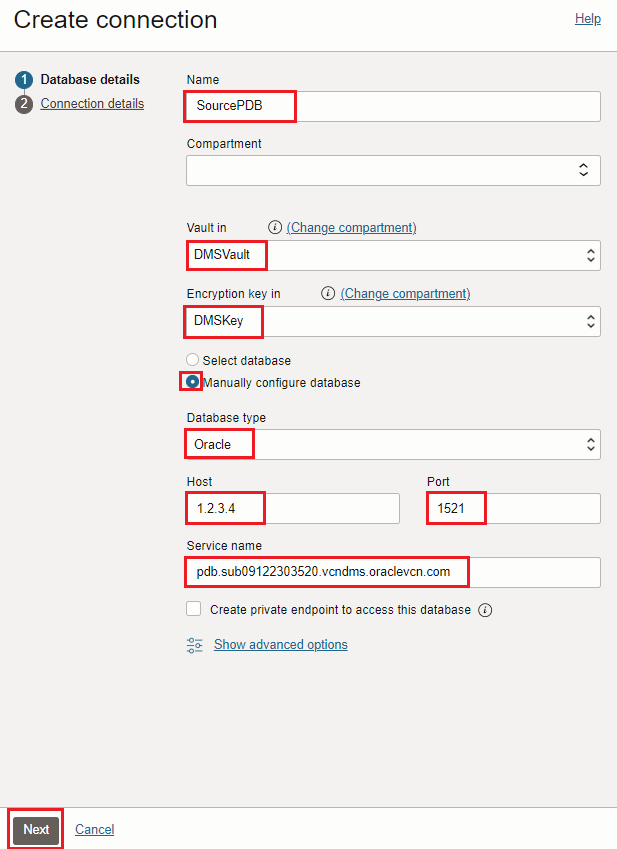 Create connection
Help
1 Database details
2 Connection details
Name
SourcePDB
Compartment
Vault in i (Change compartment)
DMSVault
Encryption key in i (Change compartment)
DMSKey
Select database
Manually configure database
Database type
Oracle
Host Port
1.2.3.4 1521
Service name
pdb.sub09122303520.vcndms.oraclevcn.com
Create private endpoint to access this database i
Show advanced options
Next Cancel